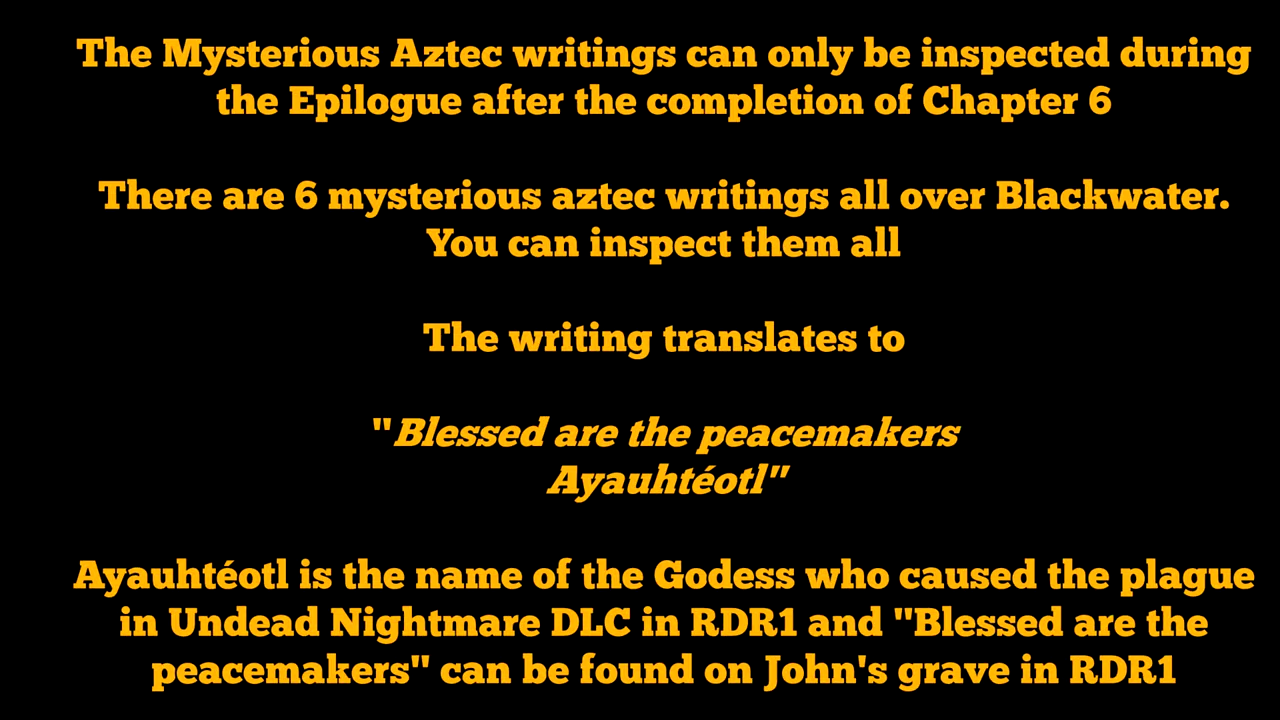 The Mysterious Aztec writings can only be inspected during
the Epilogue after the completion of Chapter 6
There are 6 mysterious aztec writings all over Blackwater.
You can inspect them all
The writing translates to
"Blessed are the peacemakers
Ayauhtéotl"
Ayauhtéotl is the name of the Godess who caused the plague
in Undead Nightmare DLC in RDR1 and "Blessed are the
peacemakers" can be found on John's grave in RDR1